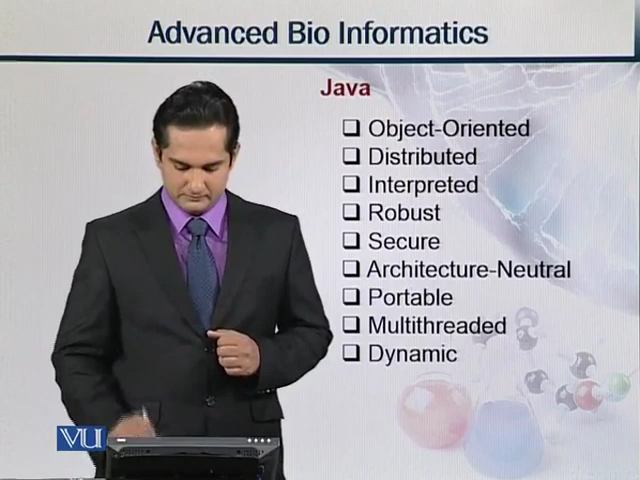 Advanced Bio Informatics
Java
Object-Oriented
Distributed
Interpreted
Robust
Secure
Architecture-Neutral
Portable
Multithreaded
Dynamic
VU